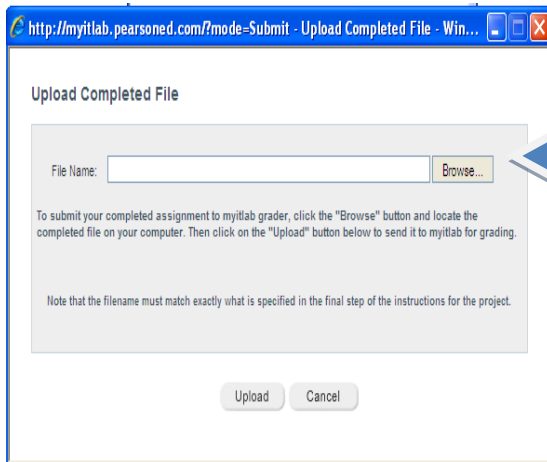 http://myitlab.pearsoned.com/?mode=Submit - Upload Completed File - Win...
Upload Completed File
File Name: Browse...
To submit your completed assignment to myitlab grader, click the "Browse" button and locate the
completed file on your computer. Then click on the "Upload" button below to send it to myitlab for grading.
Note that the filename must match exactly what is specified in the final step of the instructions for the project.
Upload Cancel